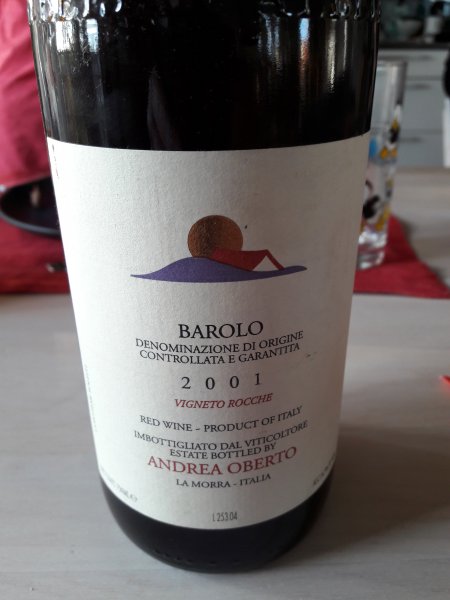 BAROLO
DENOMINAZIONE DI ORIGINE
CONTROLLATA E GARANTITA
2001
VIGNETO ROCCHE
RED WINE - PRODUCT OF ITALY
IMBOTTIGLIATO DAL VITICOLTORE
ESTATE BOTTLED BY
ANDREA OBERTO
LA MORRA - ITALIA
L 253 04